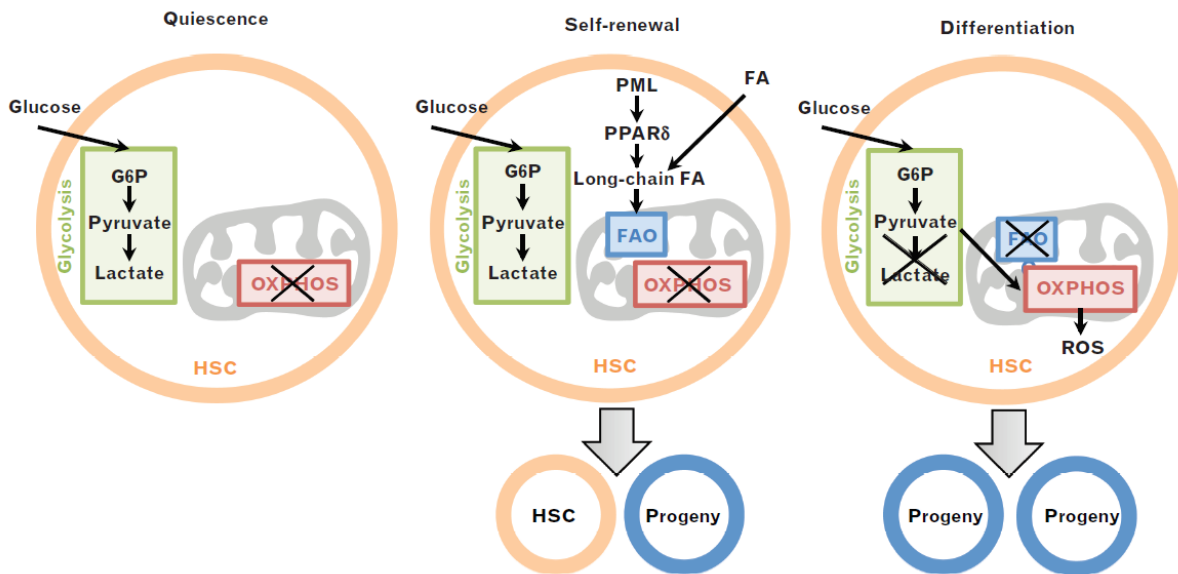 Quiescence
Glucose
Glycolysis
G6P
Pyruvate
Lactate
OXPHOS
HSC
Self-renewal
Glucose
Glycolysis
G6P
Pyruvate
Lactate
PML
PPARδ
FA
Long-chain FA
FAO
OXPHOS
HSC
HSC
Progeny
Differentiation
Glucose
Glycolysis
G6P
Pyruvate
Lactate
FAO
OXPHOS
ROS
HSC
Progeny
Progeny